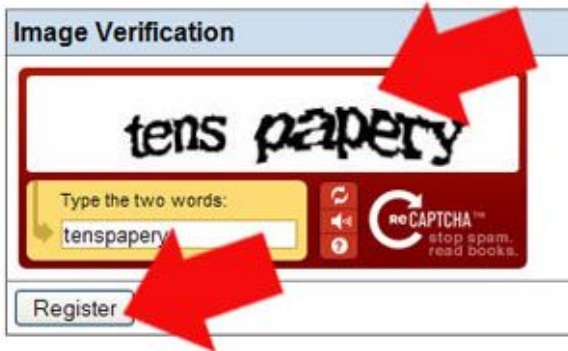 Image Verification
tens papery
Type the two words:
tenspapery
reCAPTCHA™
stop spam.
read books.
Register